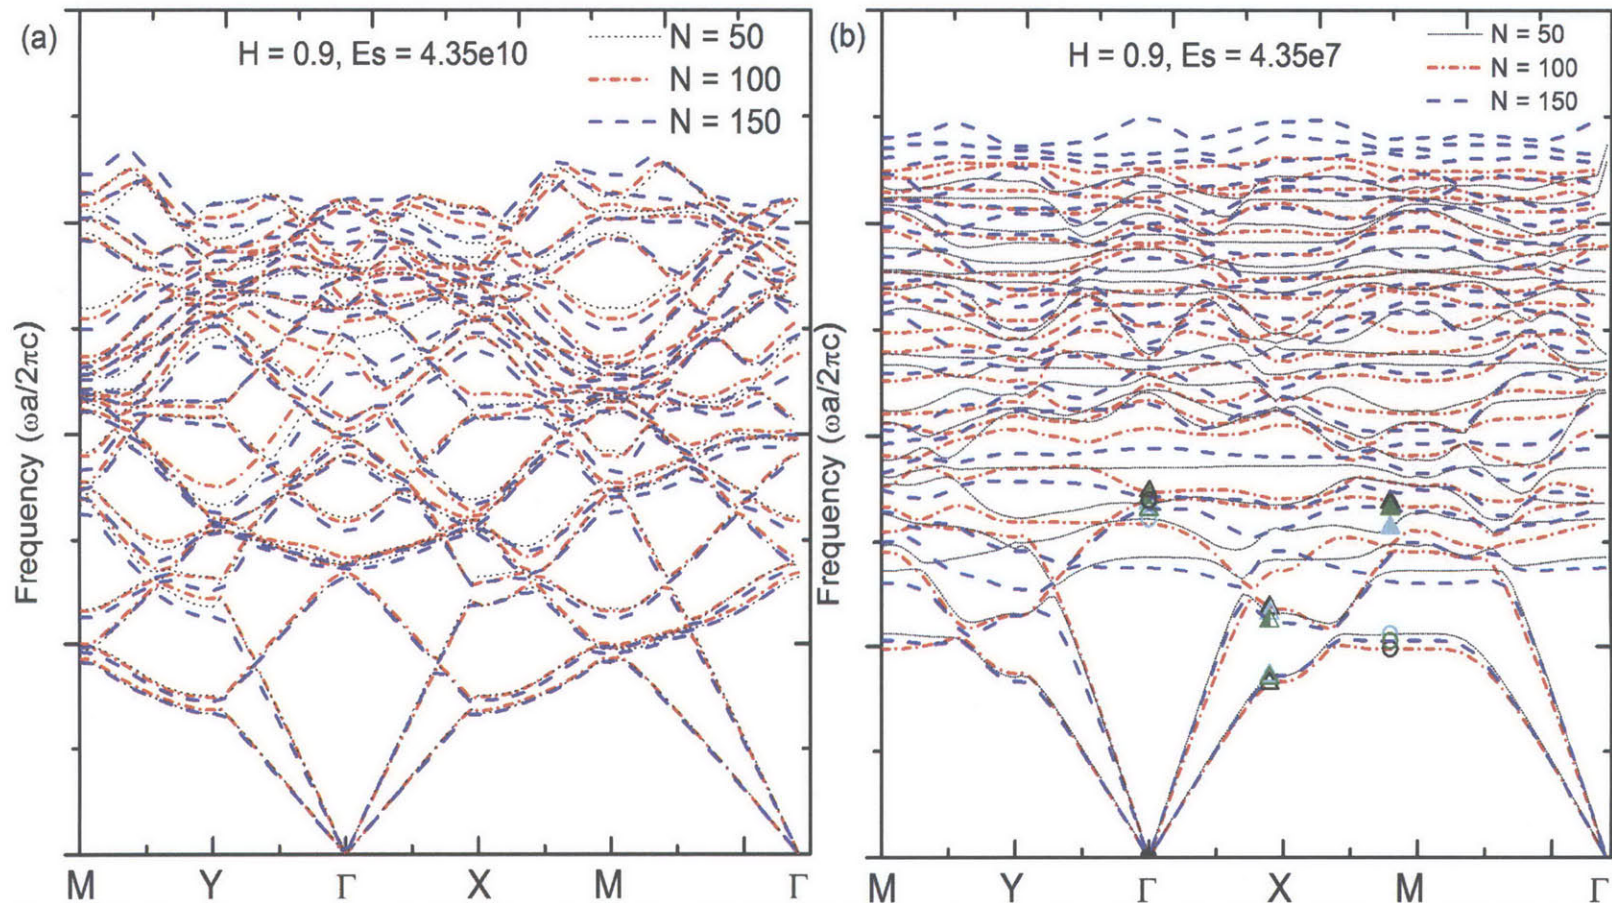 (a)
H = 0.9, Es = 4.35e10
N = 50
N = 100
N = 150
Frequency (ωa/2πc)
M Y Γ X M Γ
(b)
H = 0.9, Es = 4.35e7
N = 50
N = 100
N = 150
Frequency (ωa/2πc)
M Y Γ X M Γ